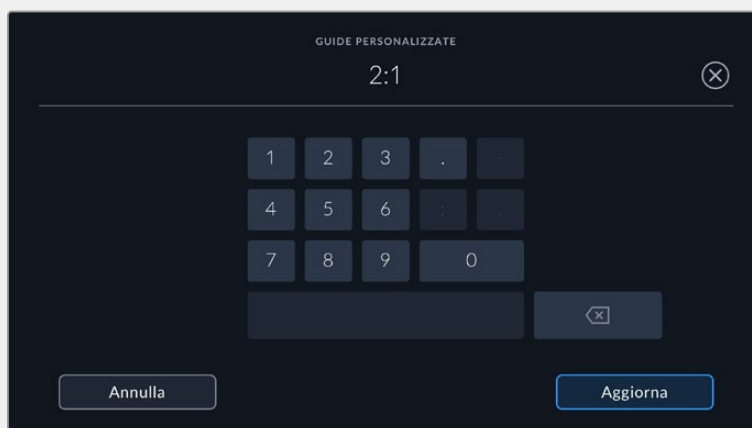 GUIDE PERSONALIZZATE
2:1
1 2 3 . -
4 5 6 : ,
7 8 9 0
Annulla Aggiorna